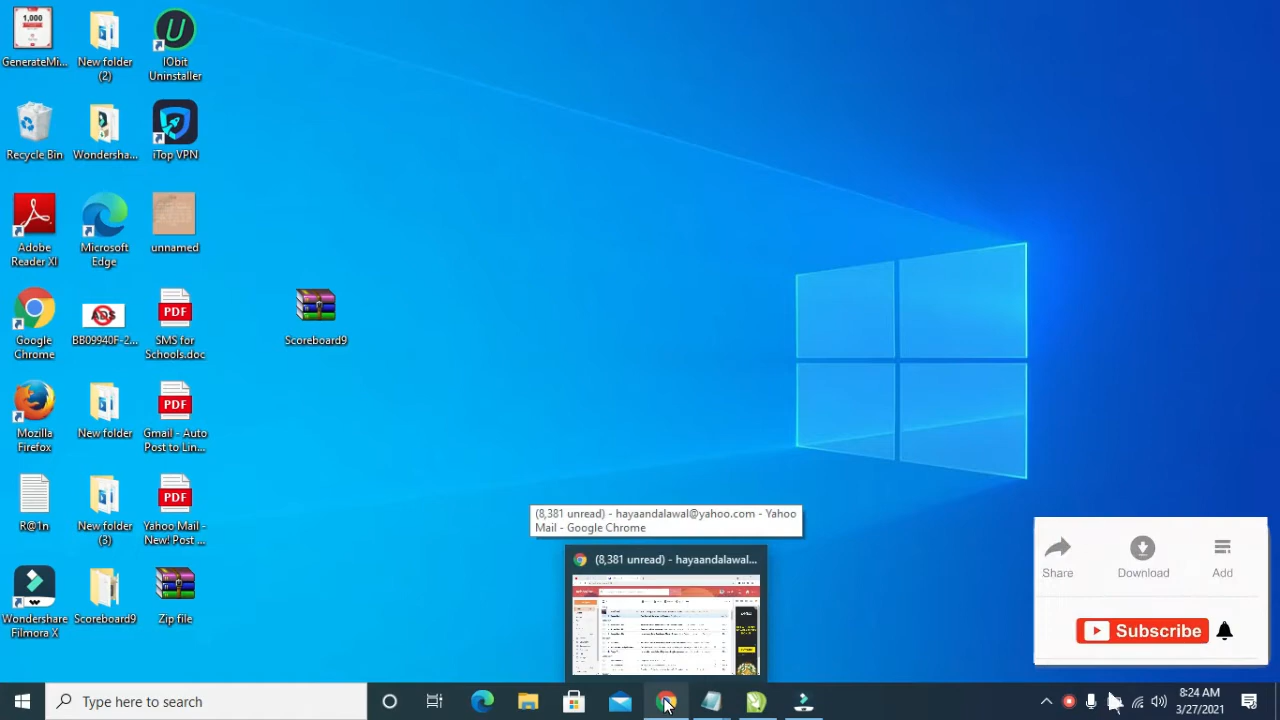 1,000
GenerateMi...
New folder
(2)
IObit
Uninstaller
Recycle Bin
Wondersha...
iTop VPN
Adobe
Reader XI
Microsoft
Edge
unnamed
Google
Chrome
ADS
BB09940F-2...
PDF
SMS for
Schools.doc
Scoreboard9
Mozilla
Firefox
New folder
PDF
Gmail - Auto
Post to Lin...
R@1n
New folder
(3)
PDF
Yahoo Mail -
New! Post ...
Wondershare
Filmora X
Scoreboard9
Zip file
(8,381 unread) - hayaandalawal@yahoo.com - Yahoo
Mail - Google Chrome
(8,381 unread) - hayaandalawal...
Share
Download
Add
Subscribe
Type here to search
8:24 AM
3/27/2021